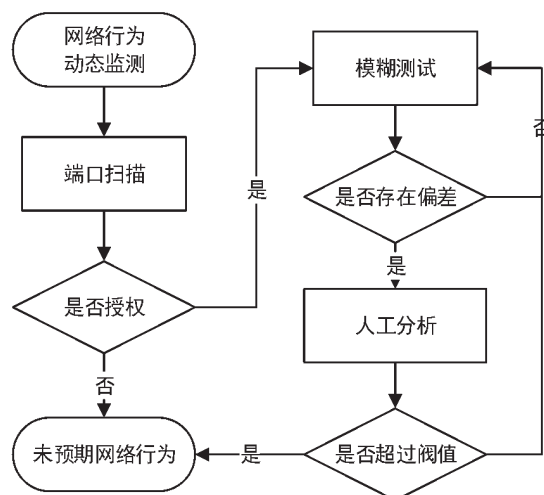 网络行为
动态监测
端口扫描
是否授权
否
未预期网络行为
是
模糊测试
否
是否存在偏差
是
人工分析
是否超过阀值
是